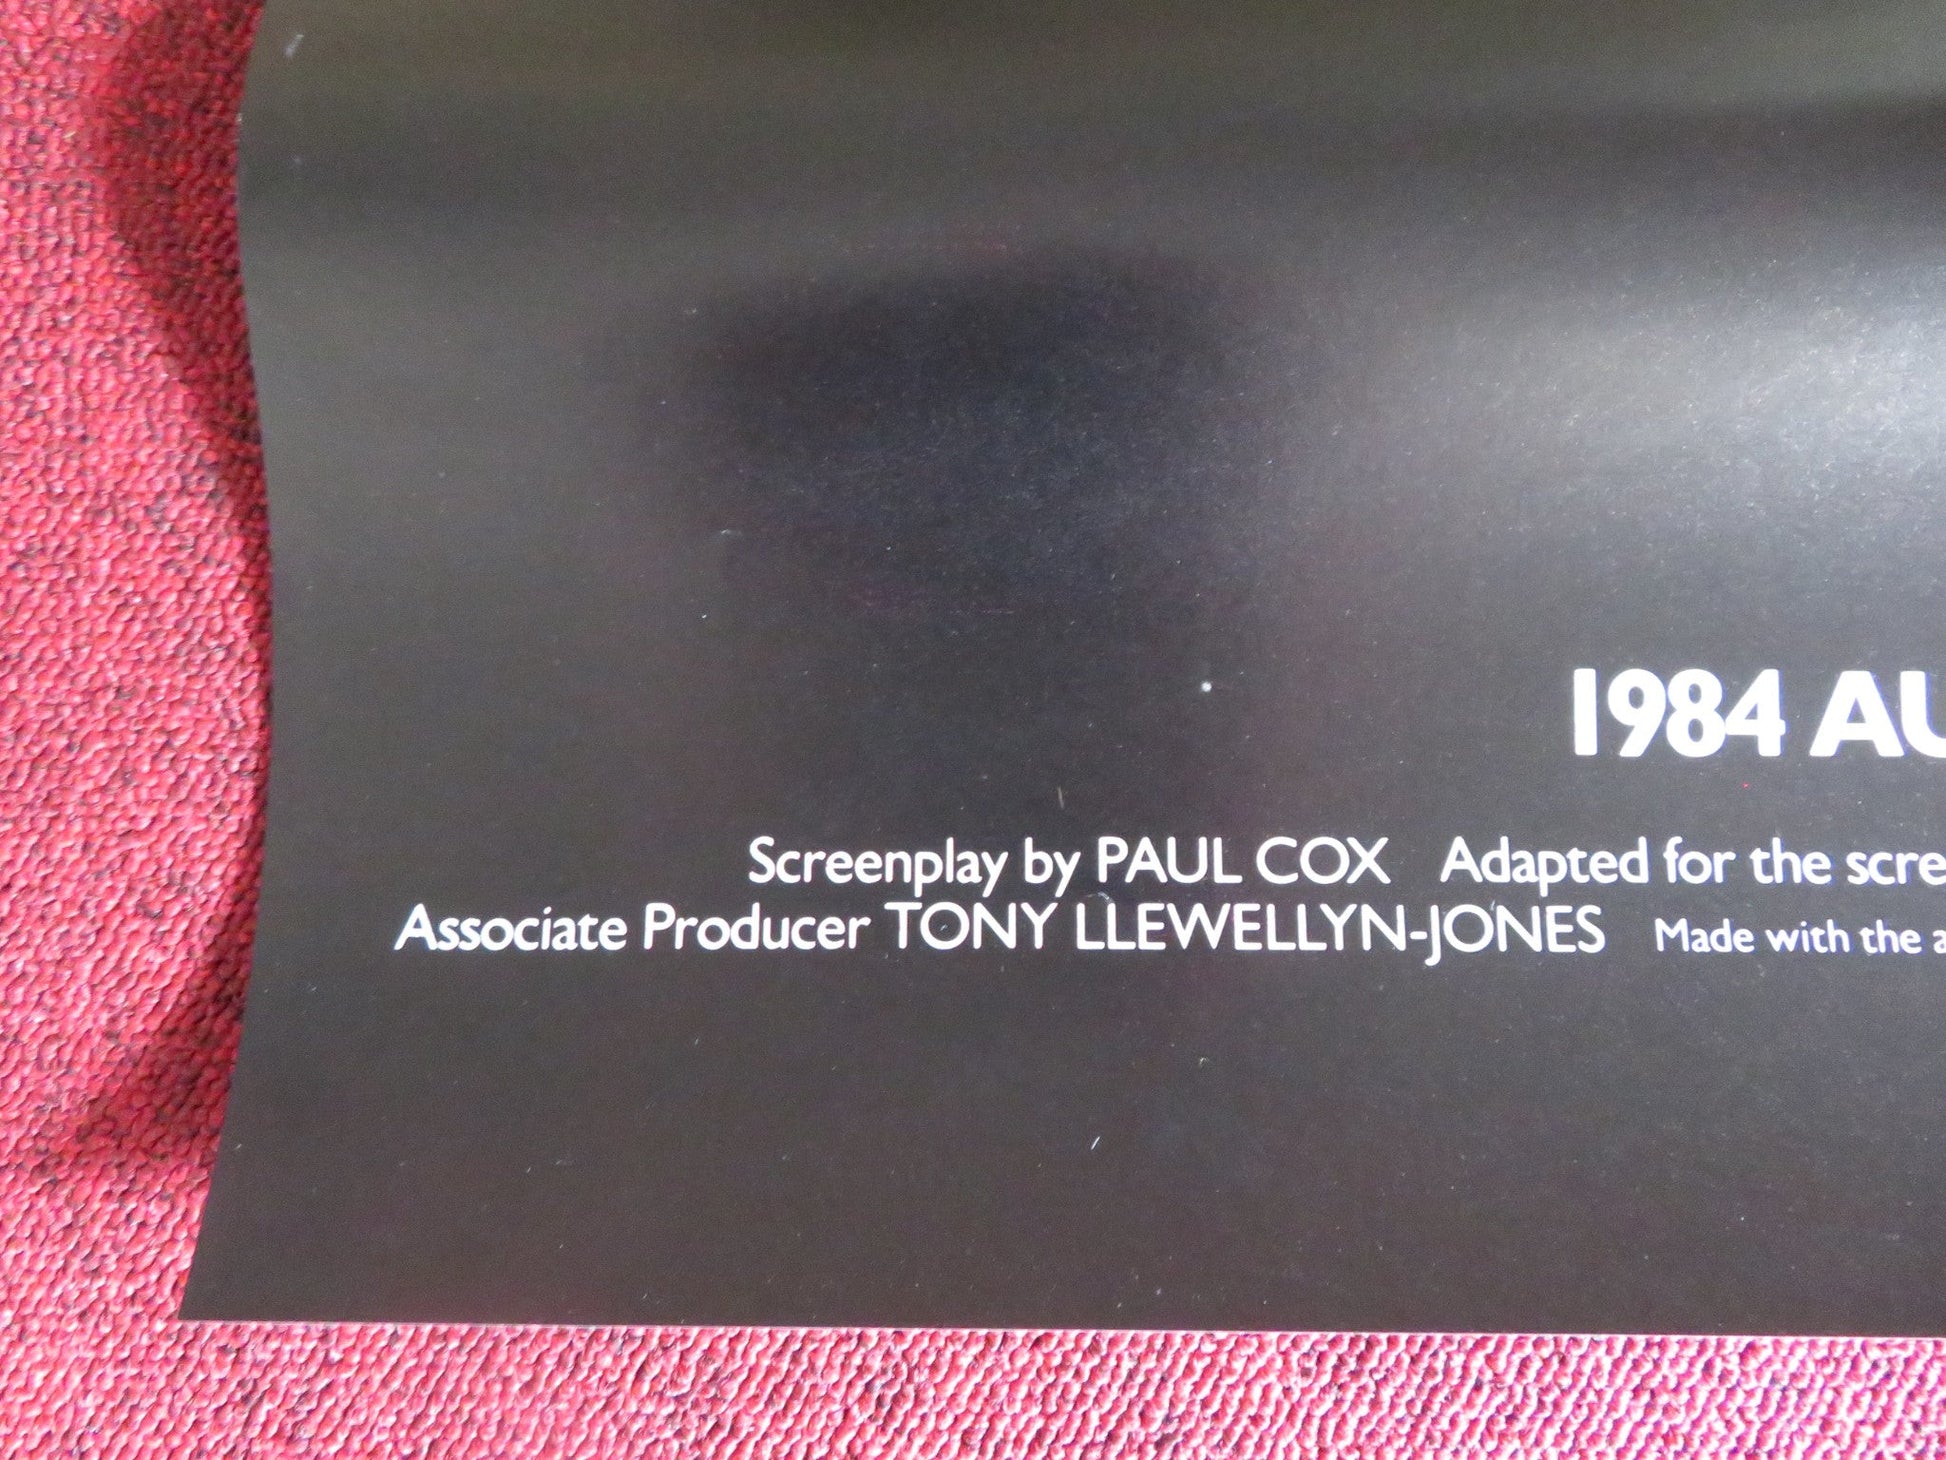 1984 AU
Screenplay by PAUL COX Adapted for the scre
Associate Producer TONY LLEWELLYN-JONES Made with the a